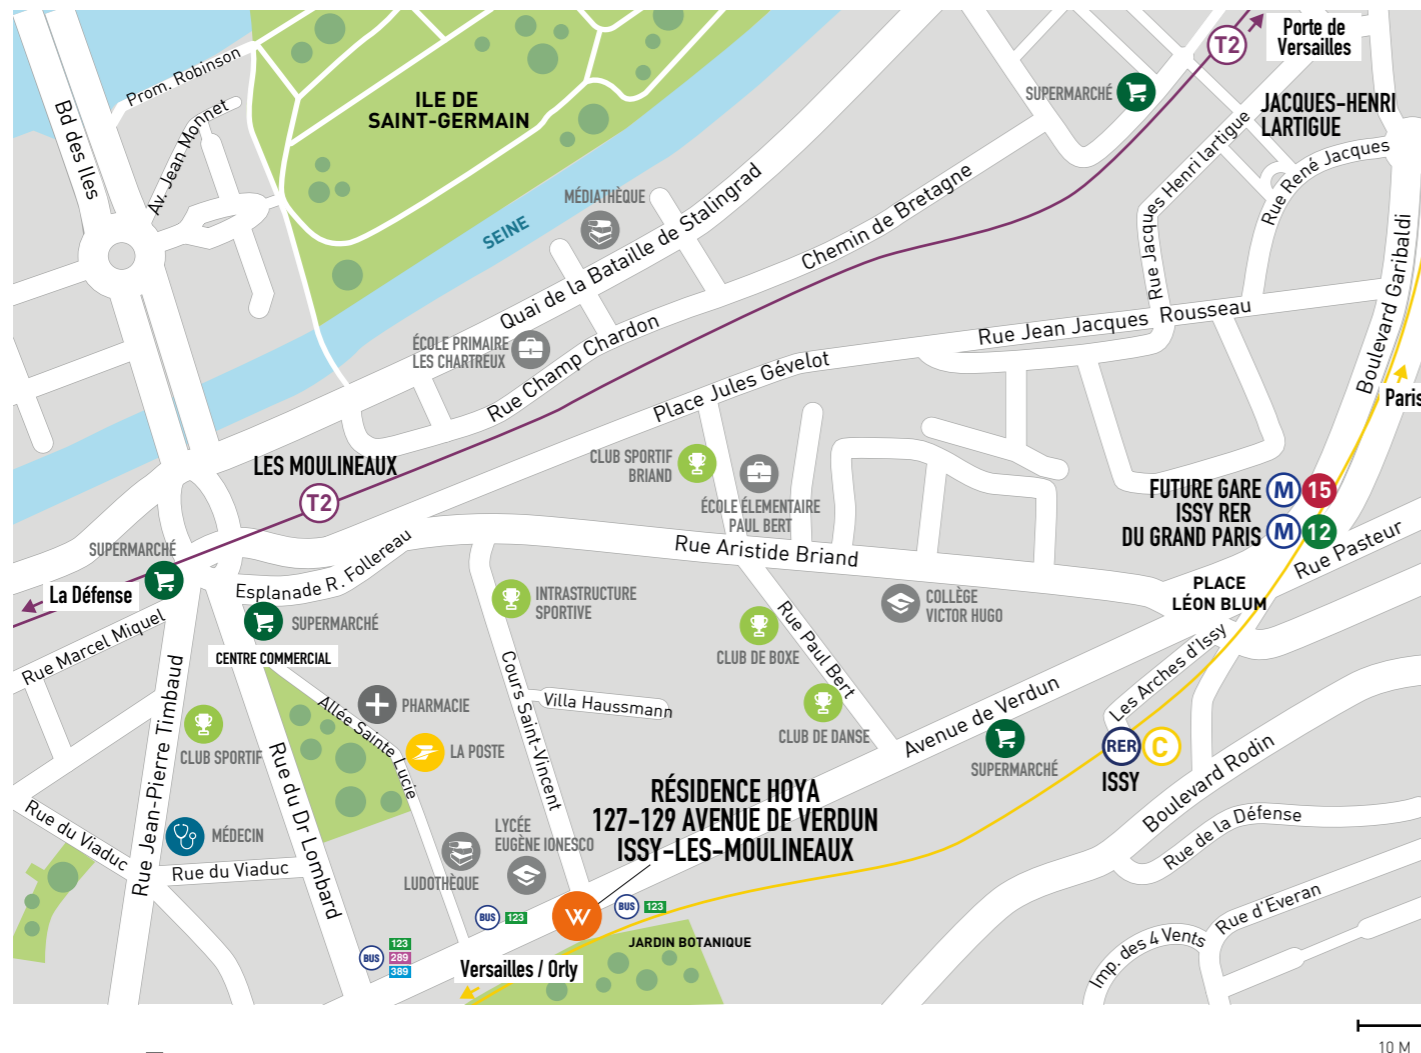 Porte de
Versailles
T2
Prom. Robinson
Bd des Iles
Av. Jean Monnet
ILE DE
SAINT-GERMAIN
SUPERMARCHÉ
JACQUES-HENRI
LARTIGUE
Rue Jacques Henri lartigue
Rue René Jacques
MÉDIATHÈQUE
SEINE
Quai de la Bataille de Stalingrad
Chemin de Bretagne
Boulevard Garibaldi
ÉCOLE PRIMAIRE
LES CHARTREUX
Rue Champ Chardon
Rue Jean Jacques Rousseau
Place Jules Gévelot
Paris
LES MOULINEAUX
T2
CLUB SPORTIF
BRIAND
ÉCOLE ÉLEMENTAIRE
PAUL BERT
FUTURE GARE
ISSY RER
DU GRAND PARIS
M 15
M 12
Rue Pasteur
SUPERMARCHÉ
La Défense
Esplanade R. Follereau
Rue Aristide Briand
PLACE
LÉON BLUM
Rue Marcel Miquel
SUPERMARCHÉ
CENTRE COMMERCIAL
INTRASTRUCTURE
SPORTIVE
COLLÈGE
VICTOR HUGO
CLUB DE BOXE
Rue Paul Bert
Les Arches d'Issy
Rue Jean-Pierre Timbaud
Allée Sainte Lucie
PHARMACIE
Cours Saint-Vincent
Villa Haussmann
CLUB DE DANSE
Avenue de Verdun
CLUB SPORTIF
LA POSTE
SUPERMARCHÉ
RER C
ISSY
Boulevard Rodin
Rue du Dr Lombard
RÉSIDENCE HOYA
127-129 AVENUE DE VERDUN
ISSY-LES-MOULINEAUX
Rue du Viaduc
MÉDECIN
Rue du Viaduc
LYCÉE
EUGÈNE IONESCO
LUDOTHÈQUE
Rue de la Défense
BUS 123
W
BUS 123
JARDIN BOTANIQUE
Rue d'Everan
Imp. des 4 Vents
BUS
123
289
389
Versailles / Orly
10 M